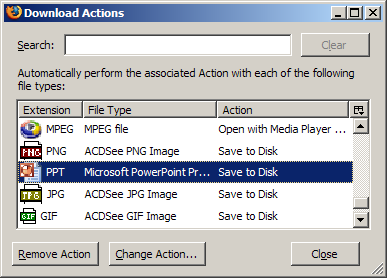 Download Actions
Search:
Clear
Automatically perform the associated Action with each of the following
file types:
Extension File Type Action
MPEG MPEG file Open with Media Player ...
PNG PNG ACDSee PNG Image Save to Disk
PPT Microsoft PowerPoint Pr... Save to Disk
JPG JPG ACDSee JPG Image Save to Disk
GIF GIF ACDSee GIF Image Save to Disk
Remove Action Change Action... Close